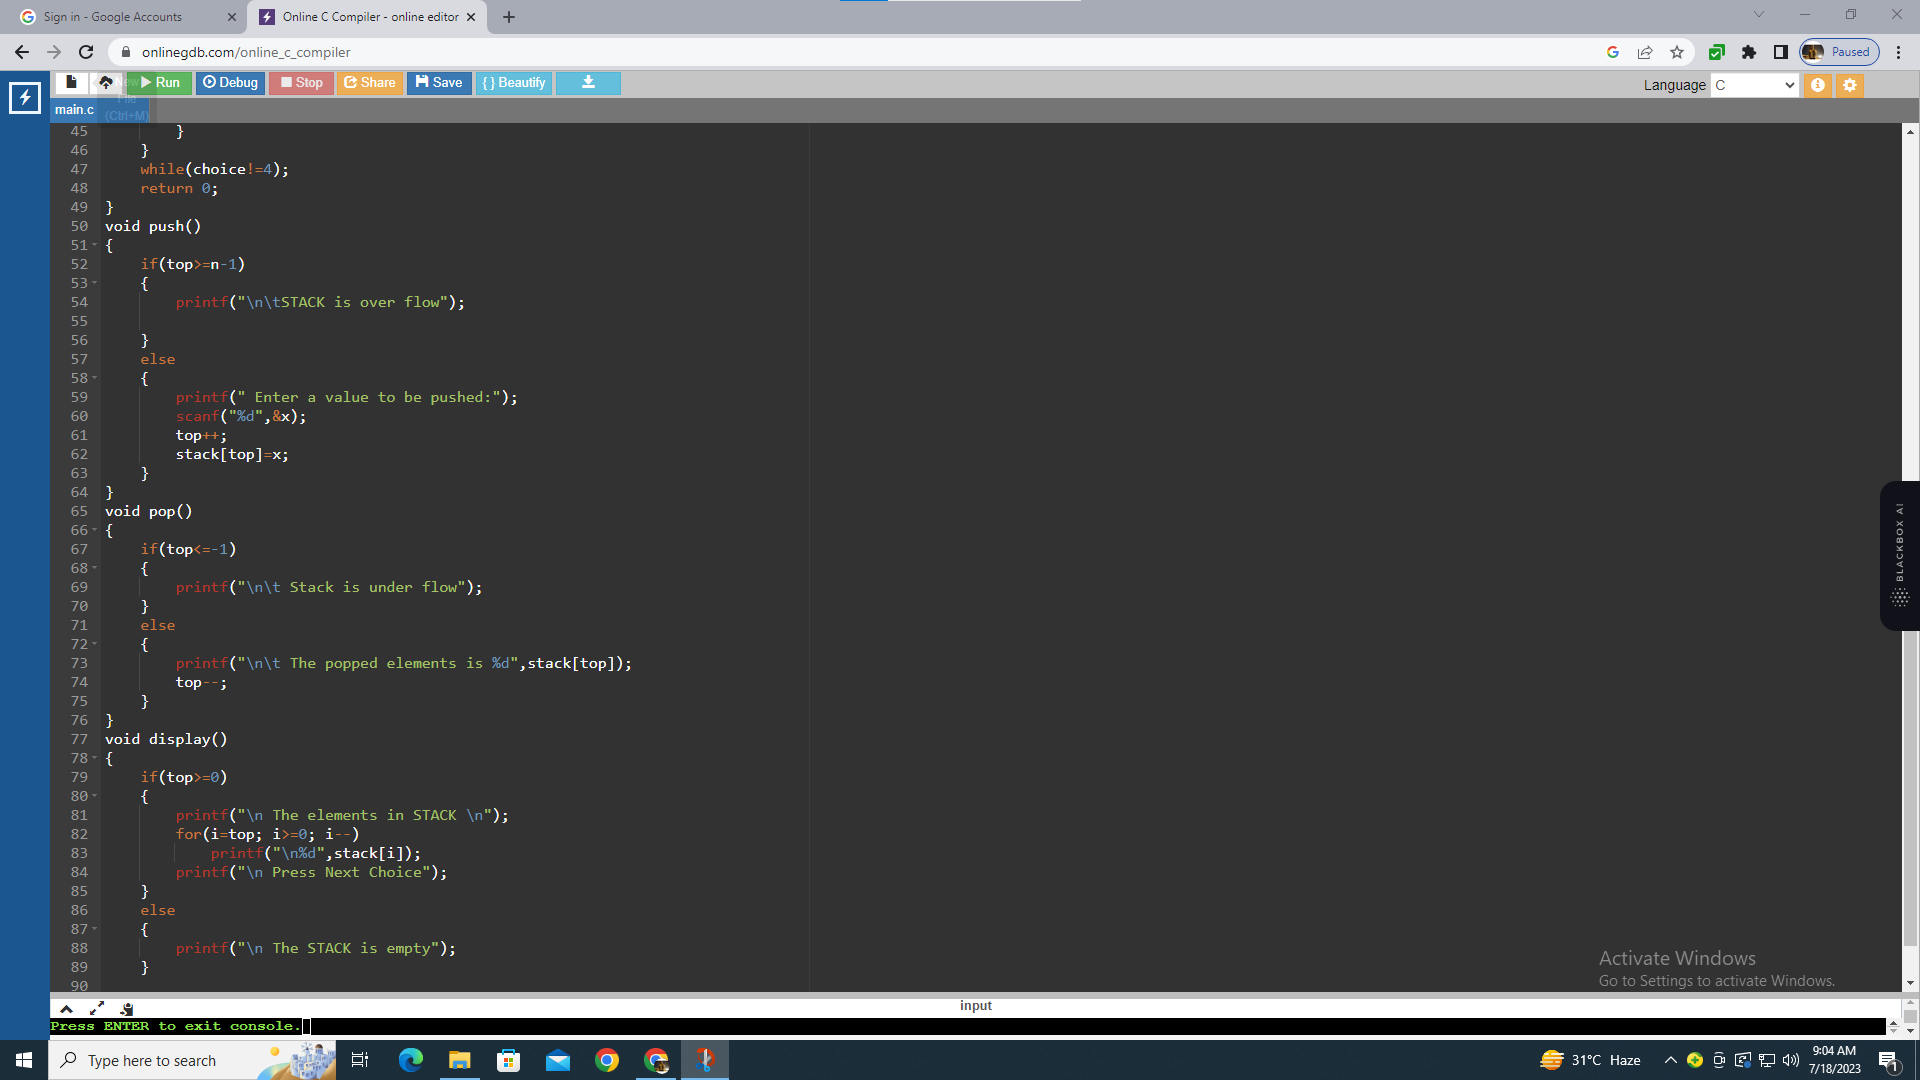 Sign in - Google Accounts
Online C Compiler - online editor
onlinegdb.com/online_c_compiler
Paused
New File (Ctrl+M)
Run
Debug
Stop
Share
Save
{ } Beautify
Language C
main.c
45 }
46 }
47 while(choice!=4);
48 return 0;
49 }
50 void push()
51 {
52 if(top>=n-1)
53 {
54 printf("\n\tSTACK is over flow");
55
56 }
57 else
58 {
59 printf(" Enter a value to be pushed:");
60 scanf("%d",&x);
61 top++;
62 stack[top]=x;
63 }
64 }
65 void pop()
66 {
67 if(top<=-1)
68 {
69 printf("\n\t Stack is under flow");
70 }
71 else
72 {
73 printf("\n\t The popped elements is %d",stack[top]);
74 top--;
75 }
76 }
77 void display()
78 {
79 if(top>=0)
80 {
81 printf("\n The elements in STACK \n");
82 for(i=top; i>=0; i--)
83 printf("\n%d",stack[i]);
84 printf("\n Press Next Choice");
85 }
86 else
87 {
88 printf("\n The STACK is empty");
89 }
90
BLACKBOX AI
Activate Windows
Go to Settings to activate Windows.
input
Press ENTER to exit console.
Type here to search
31°C Haze
9:04 AM
7/18/2023
1